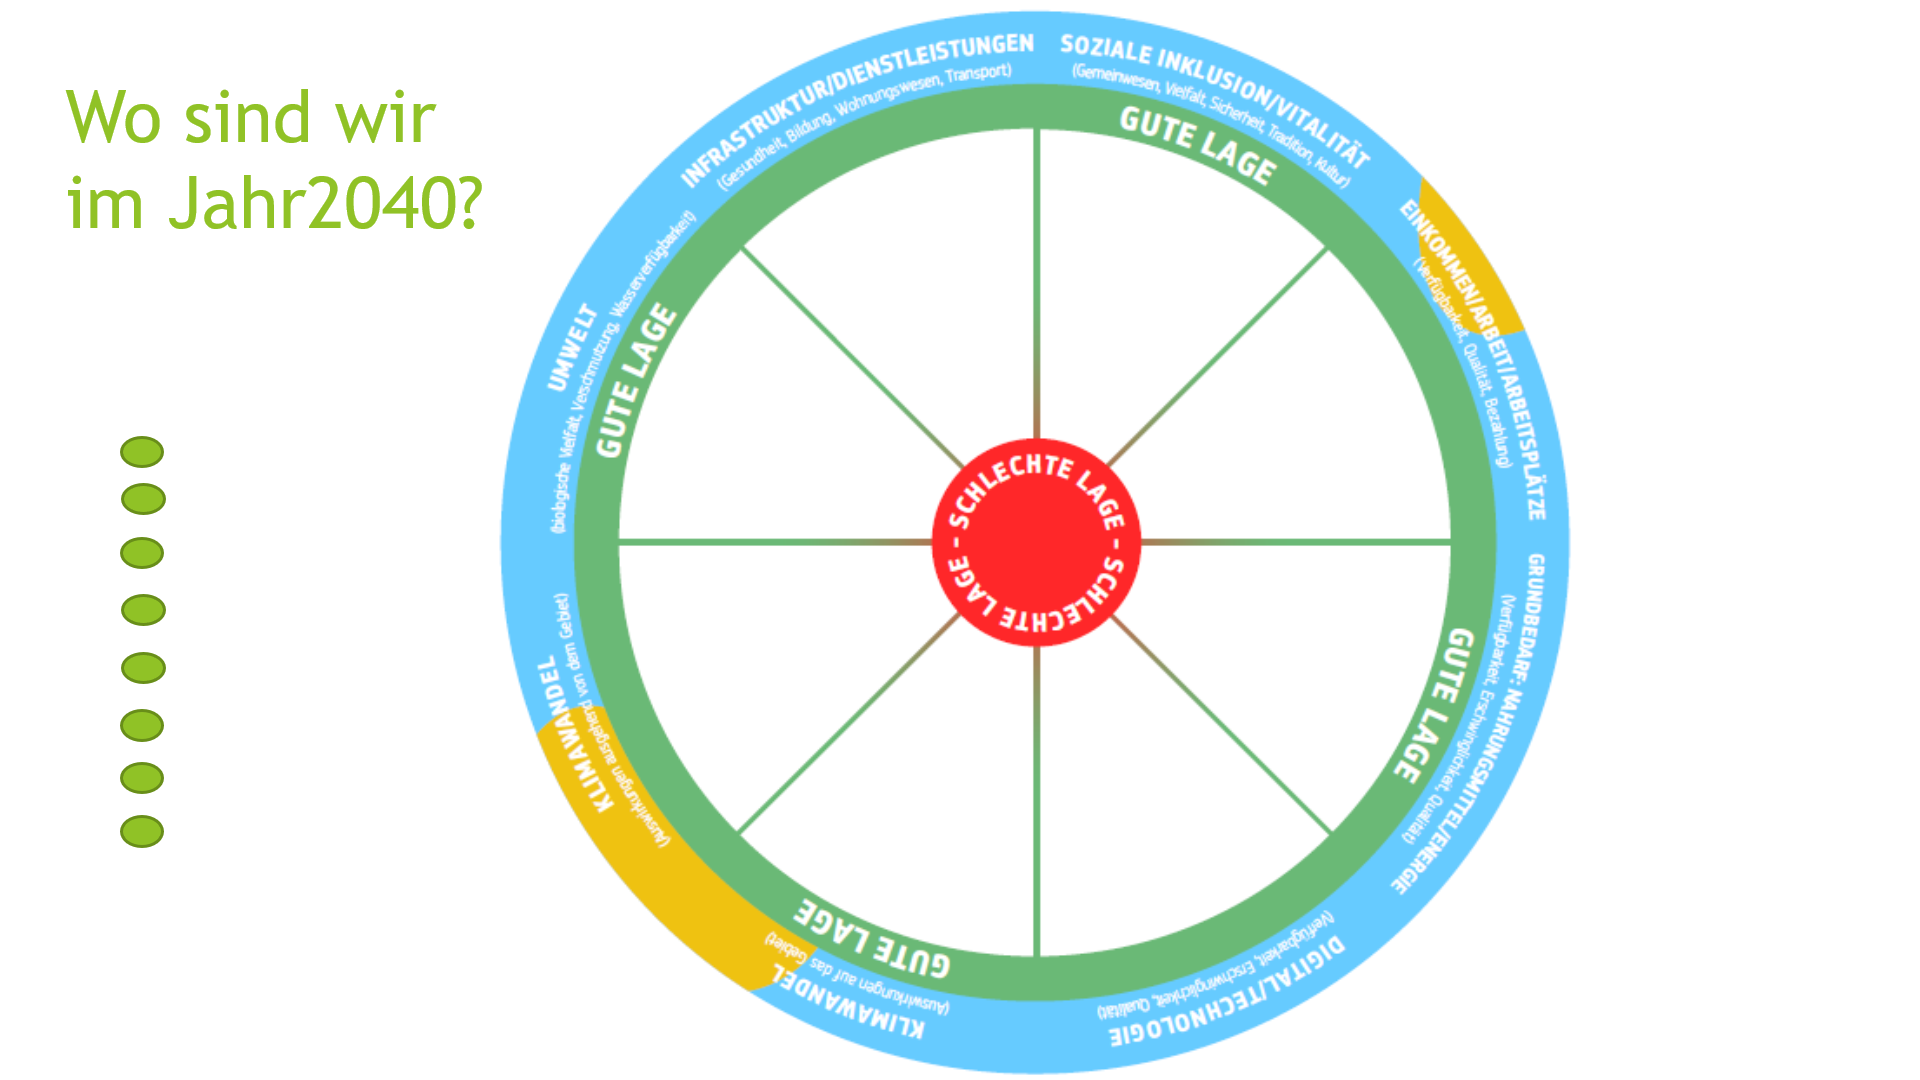 Wo sind wir
im Jahr2040?
INFRASTRUKTUR/DIENSTLEISTUNGEN
(Gesundheit, Bildung, Wohnungswesen, Transport)
SOZIALE INKLUSION/VITALITÄT
(Gemeinwesen, Vielfalt, Sicherheit, Tradition, Kultur)
GUTE LAGE
EINKOMMEN/ARBEIT/ARBEITSPLÄTZE
(Verfügbarkeit, Qualität, Bezahlung)
GRUNDBEDARF: NAHRUNGSMITTEL/ENERGIE
(Verfügbarkeit, Erschwinglichkeit, Qualität)
GUTE LAGE
DIGITAL/TECH/TECHNOLOGIE
(Verfügbarkeit, Erschwinglichkeit, Qualität)
KLIMAWANDEL
(Auswirkungen auf das Gebiet)
GUTE LAGE
KLIMAWANDEL
(Auswirkungen ausgehend von dem Gebiet)
UMWELT
(biologische Vielfalt, Verschmutzung, Wasserverfügbarkeit)
GUTE LAGE
SCHLECHTE LAGE - SCHLECHTE LAGE -